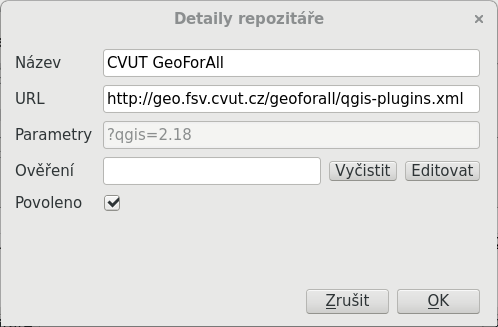 Detaily repozitáře
Název CVUT GeoForAll
URL http://geo.fsv.cvut.cz/geoforall/qgis-plugins.xml
Parametry ?qgis=2.18
Ověření Vyčistit Editovat
Povoleno
Zrušit OK